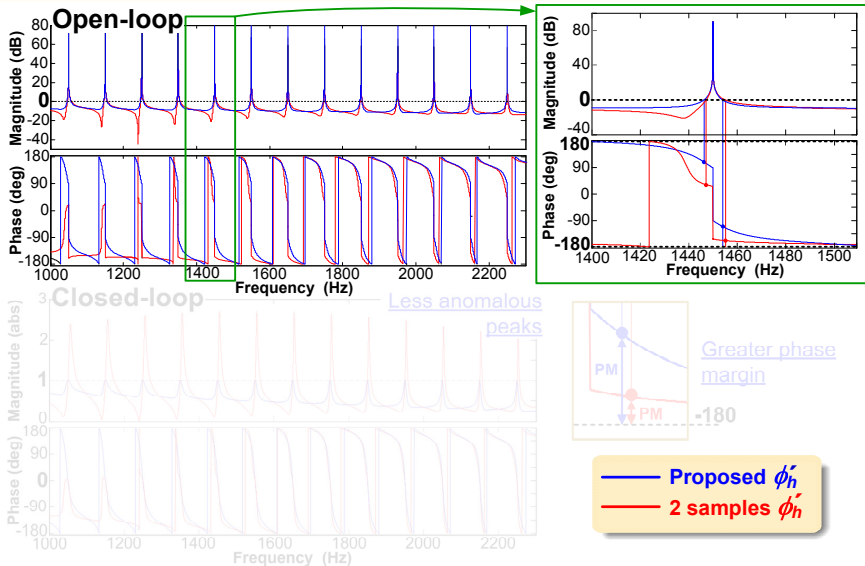 Open-loop
Magnitude (dB)
80
60
40
20
0
-20
-40
Phase (deg)
180
90
0
-90
-180
1000 1200 1400 1600 1800 2000 2200
Frequency (Hz)
Magnitude (dB)
80
40
0
40
Phase (deg)
180
90
0
-90
-180
1400 1420 1440 1460 1480 1500
Frequency (Hz)
Closed-loop
Less anomalous
peaks
Magnitude (abs)
3
2
1
0
Phase (deg)
180
90
0
-90
-180
1000 1200 1400 1600 1800 2000 2200
Frequency (Hz)
PM
PM
-180
Greater phase
margin
Proposed ϕ′h
2 samples ϕ′h